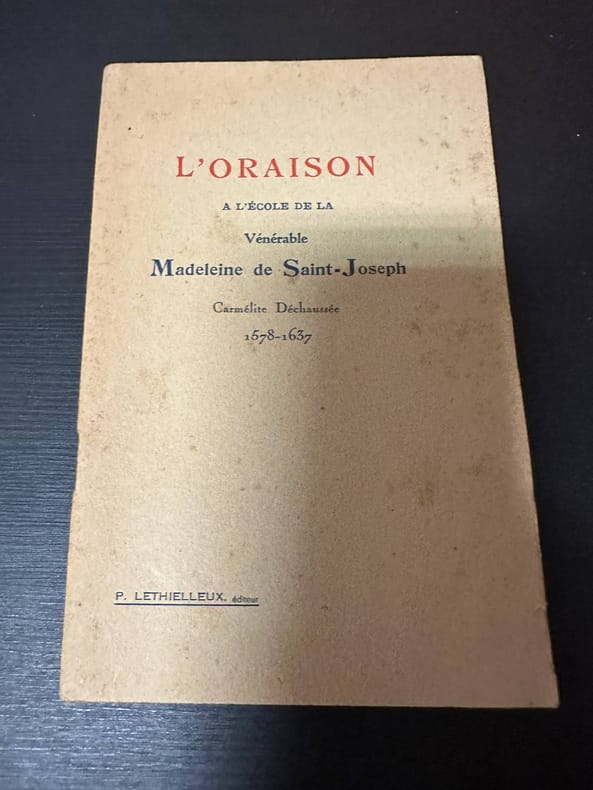 L'ORAISON
A L'ÉCOLE DE LA
Vénérable
Madeleine de Saint-Joseph
Carmélite Déchaussée
1578-1637
P. LETHIELLEUX, éditeur